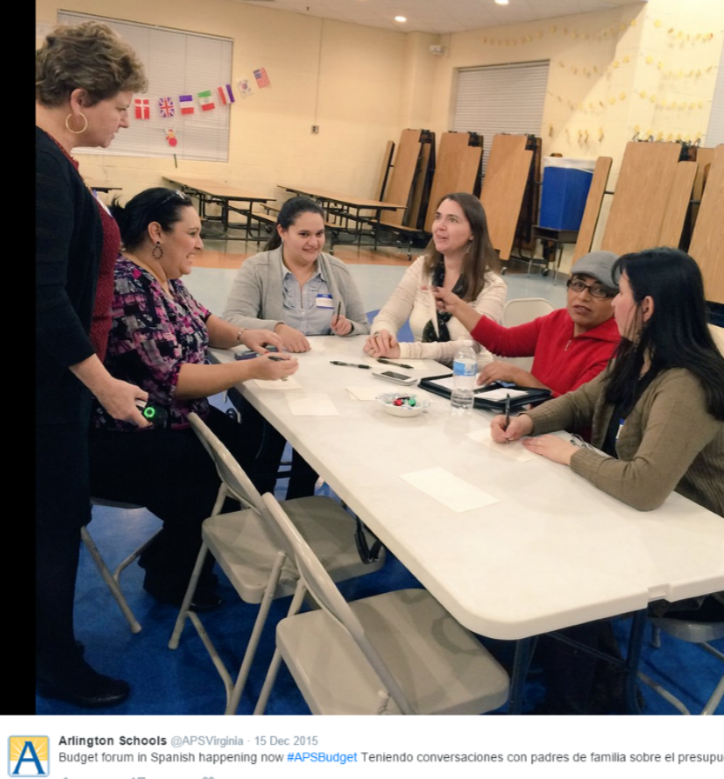 Arlington Schools @APSVirginia · 15 Dec 2015
Budget forum in Spanish happening now #APSBudget Teniendo conversaciones con padres de familia sobre el presupu